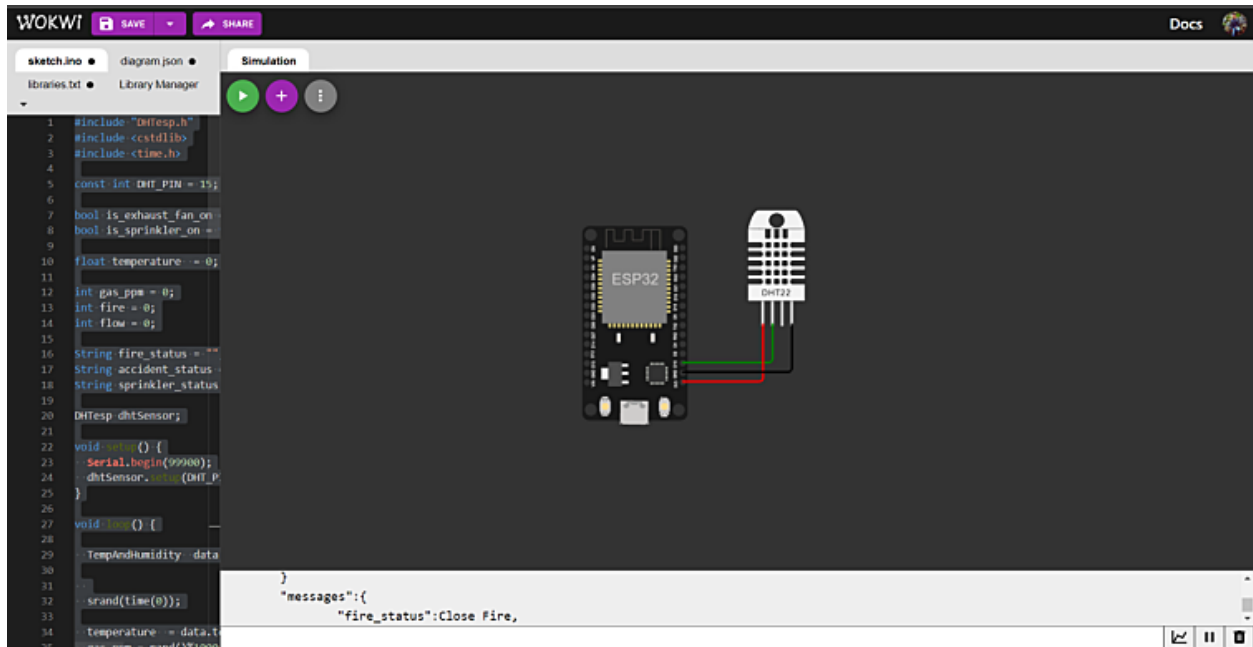 WOKWI SAVE SHARE Docs
sketch.ino ● diagram.json ● Simulation
libraries.txt ● Library Manager
1 #include "DHTesp.h"
2 #include <cstdlib>
3 #include <time.h>
4
5 const int DHT_PIN = 15;
6
7 bool is_exhaust_fan_on
8 bool is_sprinkler_on =
9
10 float temperature = 0;
11
12 int gas_ppm = 0;
13 int fire = 0;
14 int flow = 0;
15
16 String fire_status = ""
17 String accident_status
18 String sprinkler_status
19
20 DHTesp dhtSensor;
21
22 void setup() {
23 Serial.begin(99900);
24 dhtSensor.setup(DHT_P
25 }
26
27 void loop() {
28
29 TempAndHumidity data
30
31
32 srand(time(0));
33
34 temperature = data.t
ESP32
DHT22
}
"messages":{
"fire_status":Close Fire,